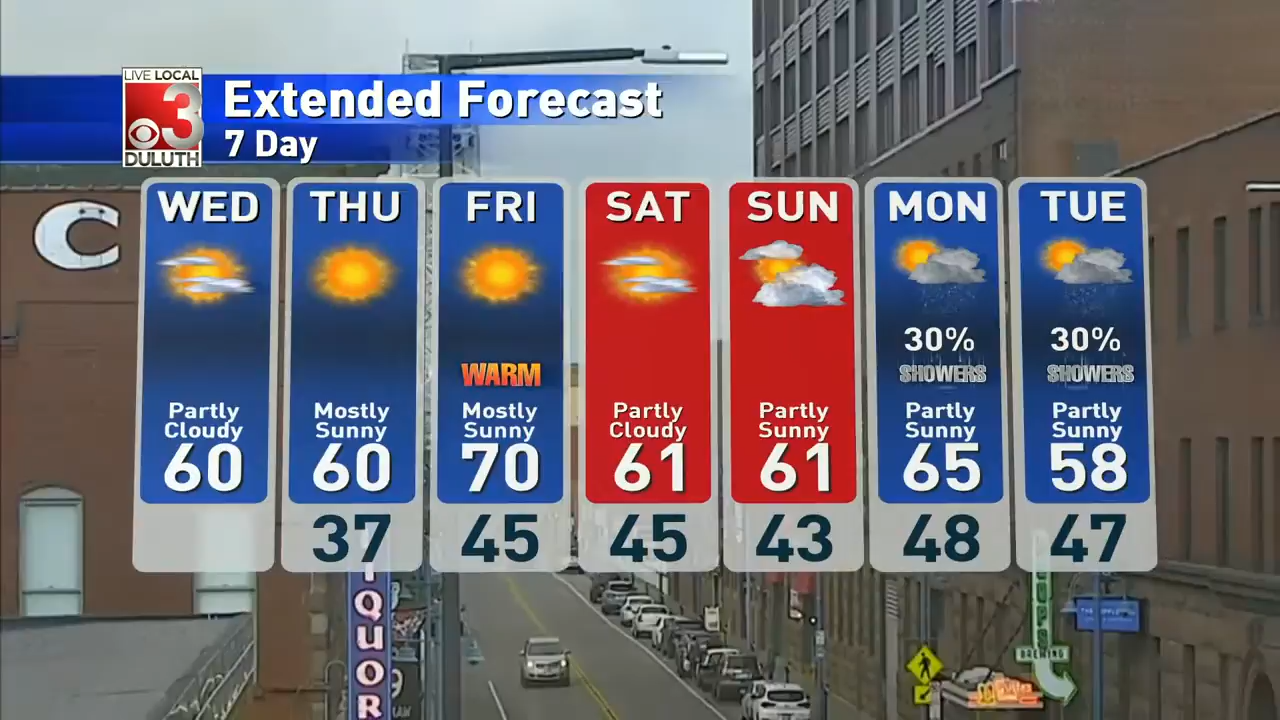 LIVE LOCAL
3
DULUTH
Extended Forecast
7 Day
C
WED
THU
FRI
SAT
SUN
MON
TUE
30%
30%
WARM
SHOWERS
SHOWERS
Partly
Cloudy
Mostly
Sunny
Mostly
Sunny
Partly
Cloudy
Partly
Sunny
Partly
Sunny
Partly
Sunny
60
60
70
61
61
65
58
37
45
45
43
48
47
IQUOR
BREWING